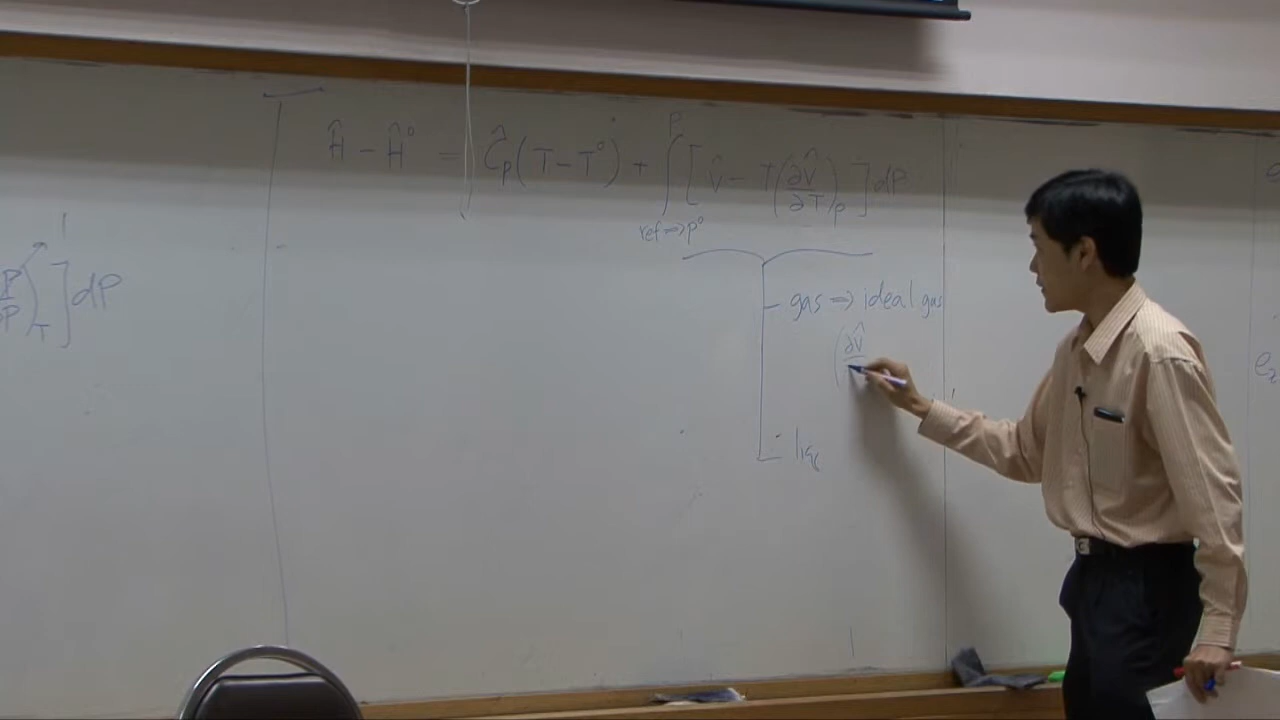 Ĥ - Ĥ° = Ĉp(T - T°) + ∫[V̂ - T(∂V̂/∂T)p]dP
P
ref ⇒ p°
]dP
T
- gas ⇒ ideal gas
(∂V̂
liq